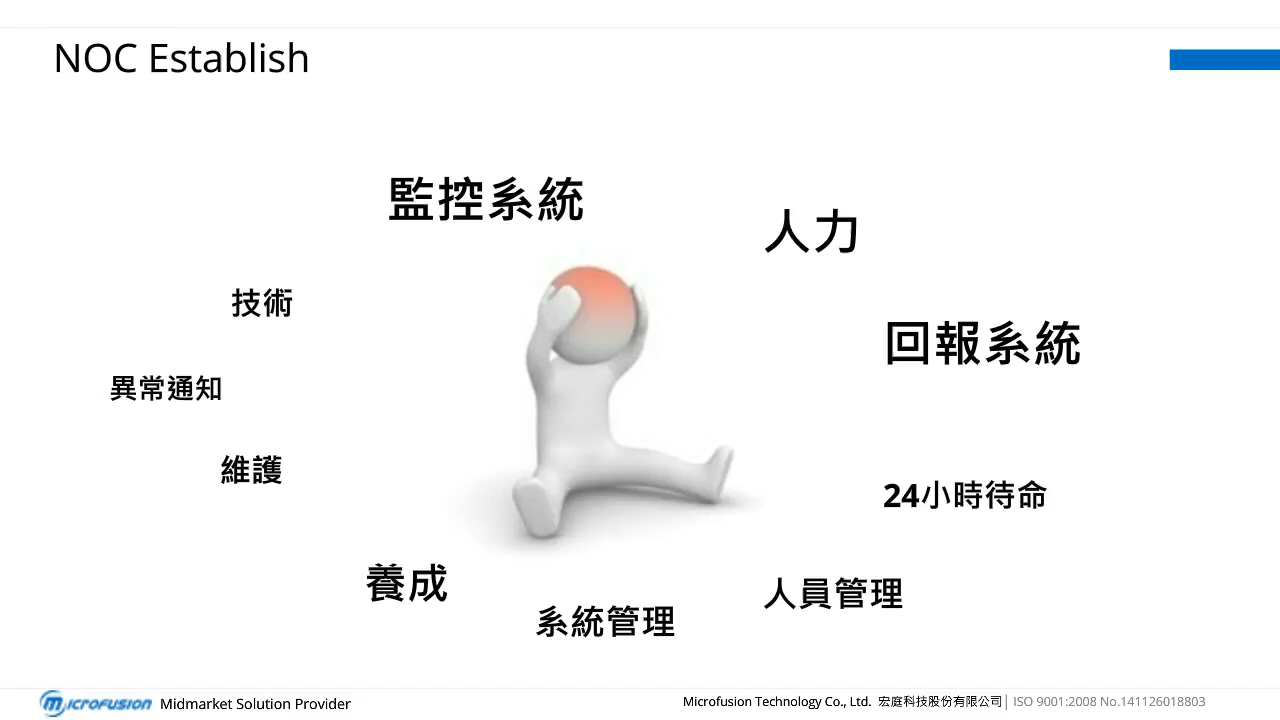 NOC Establish
監控系統
人力
技術
回報系統
異常通知
維護
24小時待命
養成
人員管理
系統管理
MICROFUSION Midmarket Solution Provider
Microfusion Technology Co., Ltd. 宏庭科技股份有限公司│ ISO 9001:2008 No.141126018803